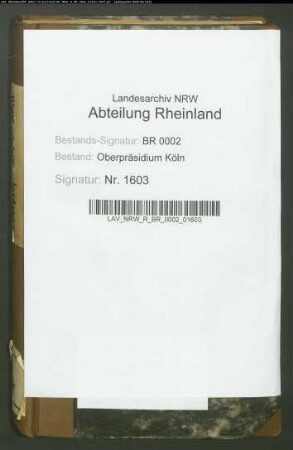 Landesarchiv NRW
Abteilung Rheinland
Bestands-Signatur: BR 0002
Bestand: Oberpräsidium Köln
Signatur: Nr. 1603
LAV_NRW_R_BR_0002_01603